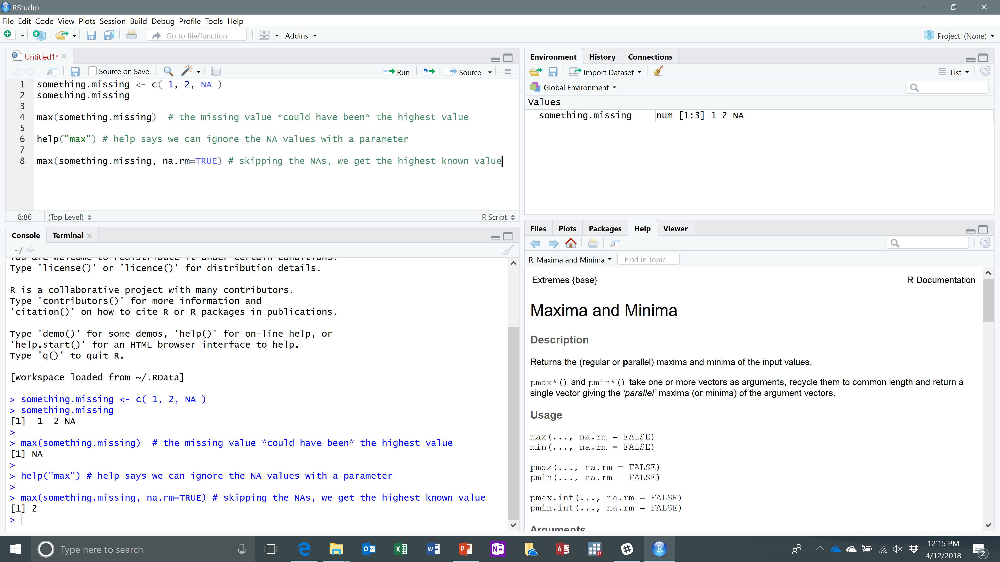 RStudio
File Edit Code View Plots Session Build Debug Profile Tools Help
Go to file/function
Addins
Project: (None)
Untitled1*
Source on Save
Run
Source
1 something.missing <- c( 1, 2, NA )
2 something.missing
3
4 max(something.missing)  # the missing value *could have been* the highest value
5
6 help("max") # help says we can ignore the NA values with a parameter
7
8 max(something.missing, na.rm=TRUE) # skipping the NAs, we get the highest known value
8:86 (Top Level) R Script
Console Terminal
~/
You are welcome to redistribute it under certain conditions.
Type 'license()' or 'licence()' for distribution details.
R is a collaborative project with many contributors.
Type 'contributors()' for more information and
'citation()' on how to cite R or R packages in publications.
Type 'demo()' for some demos, 'help()' for on-line help, or
'help.start()' for an HTML browser interface to help.
Type 'q()' to quit R.
[Workspace loaded from ~/.RData]
> something.missing <- c( 1, 2, NA )
> something.missing
[1]  1  2 NA
>
> max(something.missing)  # the missing value *could have been* the highest value
[1] NA
>
> help("max") # help says we can ignore the NA values with a parameter
>
> max(something.missing, na.rm=TRUE) # skipping the NAs, we get the highest known value
[1] 2
>
Environment History Connections
Import Dataset
List
Global Environment
Values
something.missing num [1:3] 1 2 NA
Files Plots Packages Help Viewer
R: Maxima and Minima
Find in Topic
Extremes {base} R Documentation
Maxima and Minima
Description
Returns the (regular or parallel) maxima and minima of the input values.
pmax*() and pmin*() take one or more vectors as arguments, recycle them to common length and return a
single vector giving the ‘parallel’ maxima (or minima) of the argument vectors.
Usage
max(..., na.rm = FALSE)
min(..., na.rm = FALSE)
pmax(..., na.rm = FALSE)
pmin(..., na.rm = FALSE)
pmax.int(..., na.rm = FALSE)
pmin.int(..., na.rm = FALSE)
Arguments
Type here to search
15
12:15 PM
4/12/2018
2